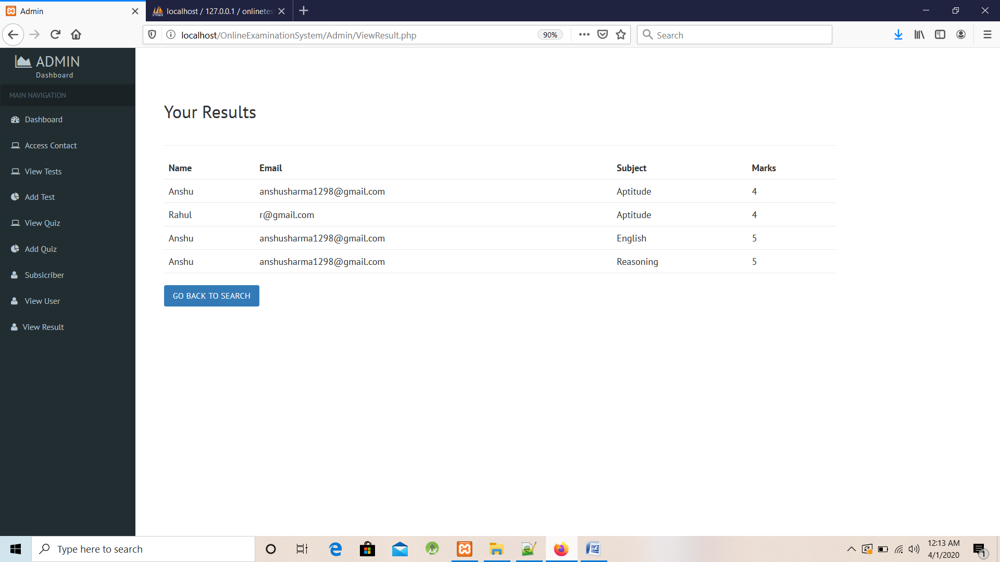 Admin
localhost / 127.0.0.1 / onlinetes
localhost/OnlineExaminationSystem/Admin/ViewResult.php
90%
Search
ADMIN
Dashboard
MAIN NAVIGATION
Dashboard
Access Contact
View Tests
Add Test
View Quiz
Add Quiz
Subsicriber
View User
View Result
Your Results
Name Email Subject Marks
Anshu anshusharma1298@gmail.com Aptitude 4
Rahul r@gmail.com Aptitude 4
Anshu anshusharma1298@gmail.com English 5
Anshu anshusharma1298@gmail.com Reasoning 5
GO BACK TO SEARCH
Type here to search
12:13 AM
4/1/2020
1